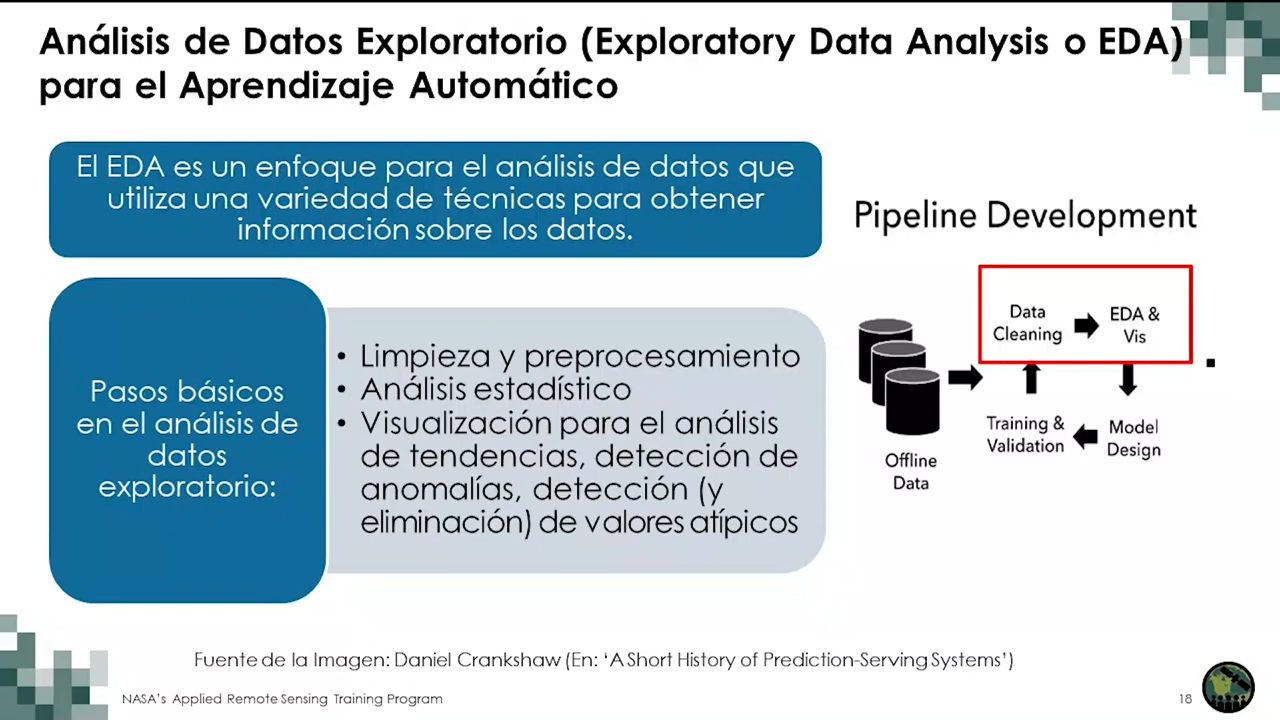 Análisis de Datos Exploratorio (Exploratory Data Analysis o EDA)
para el Aprendizaje Automático
El EDA es un enfoque para el análisis de datos que
utiliza una variedad de técnicas para obtener
información sobre los datos.
Pasos básicos
en el análisis de
datos
exploratorio:
• Limpieza y preprocesamiento
• Análisis estadístico
• Visualización para el análisis
de tendencias, detección de
anomalías, detección (y
eliminación) de valores atípicos
Pipeline Development
Data
Cleaning
EDA &
Vis
Training &
Validation
Model
Design
Offline
Data
Fuente de la Imagen: Daniel Crankshaw (En: ‘A Short History of Prediction-Serving Systems’)
NASA’s Applied Remote Sensing Training Program
18